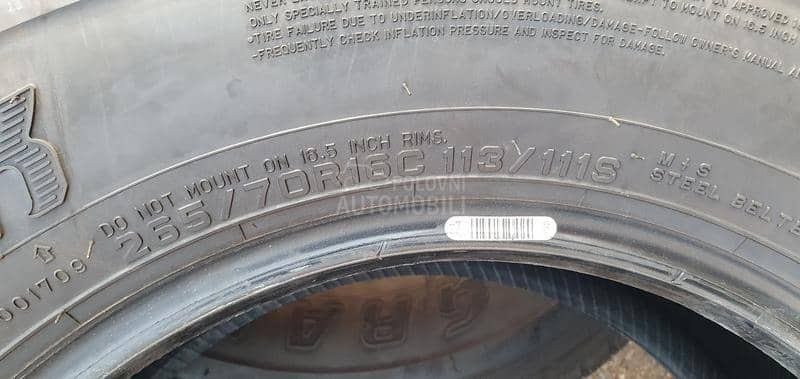 ONLY SPECIALLY TRAINED PERSONS SHOULD MOUNT TIRES.
-TIRE FAILURE DUE TO UNDERINFLATION/OVERLOADING/DAMAGE-FOLLOW OWNER'S MANUAL
-FREQUENTLY CHECK INFLATION PRESSURE AND INSPECT FOR DAMAGE.
DO NOT MOUNT ON 16.5 INCH RIMS.
265/70R16C 113/111S
M S
STEEL BELTE
001709
POLOVNI
AUTOMOBILI